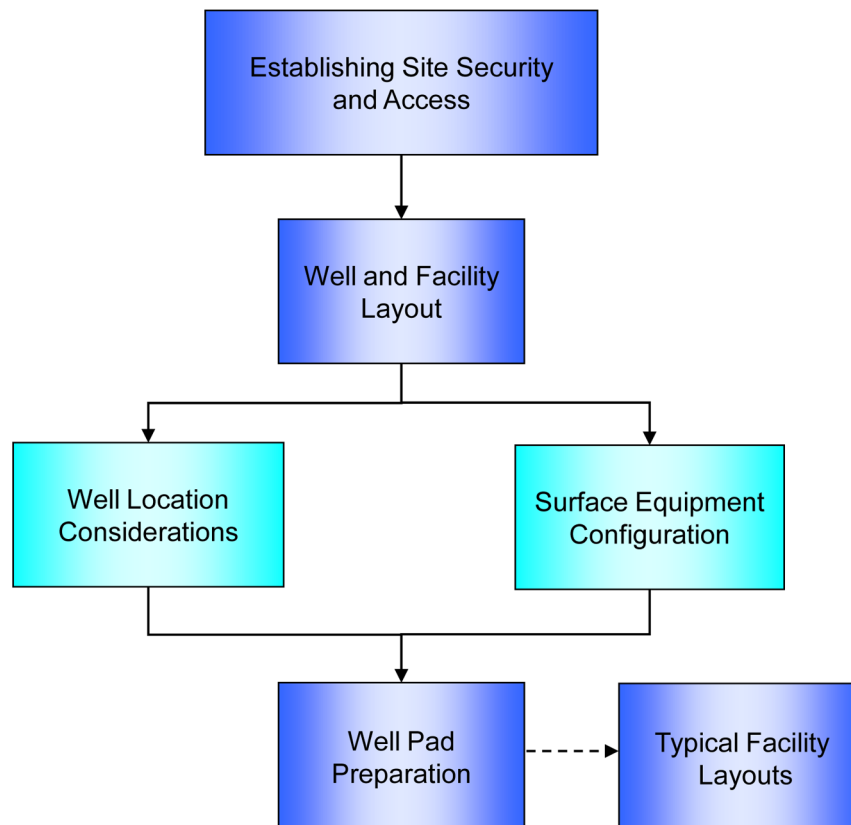 Establishing Site Security
and Access
Well and Facility
Layout
Well Location
Considerations
Surface Equipment
Configuration
Well Pad
Preparation
Typical Facility
Layouts